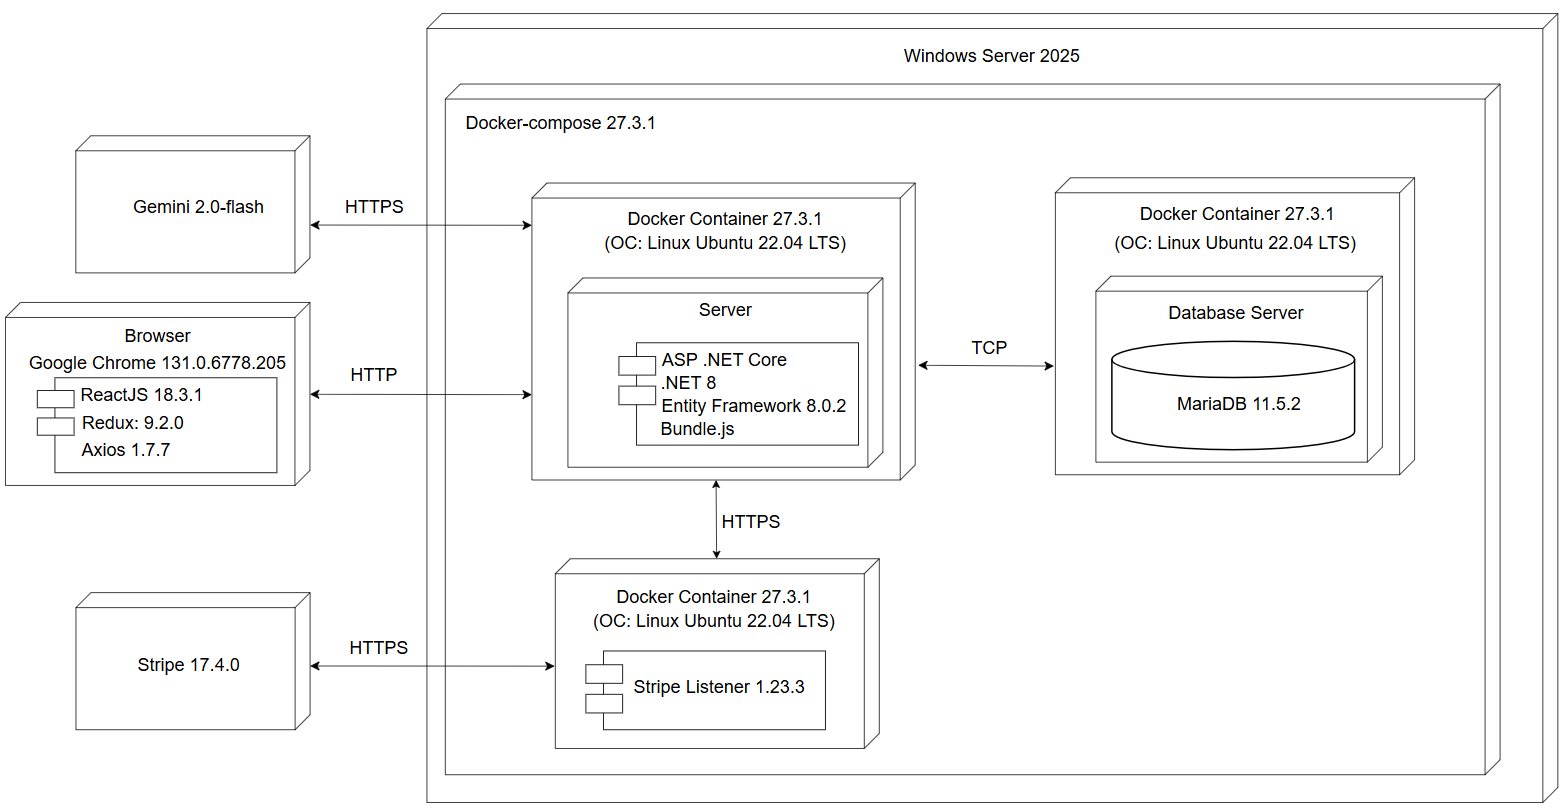 Windows Server 2025
Docker-compose 27.3.1
Gemini 2.0-flash
HTTPS
Docker Container 27.3.1
(OC: Linux Ubuntu 22.04 LTS)
Server
ASP .NET Core
.NET 8
Entity Framework 8.0.2
Bundle.js
Docker Container 27.3.1
(OC: Linux Ubuntu 22.04 LTS)
Database Server
MariaDB 11.5.2
TCP
Browser
Google Chrome 131.0.6778.205
ReactJS 18.3.1
Redux: 9.2.0
Axios 1.7.7
HTTP
HTTPS
Docker Container 27.3.1
(OC: Linux Ubuntu 22.04 LTS)
Stripe Listener 1.23.3
HTTPS
Stripe 17.4.0